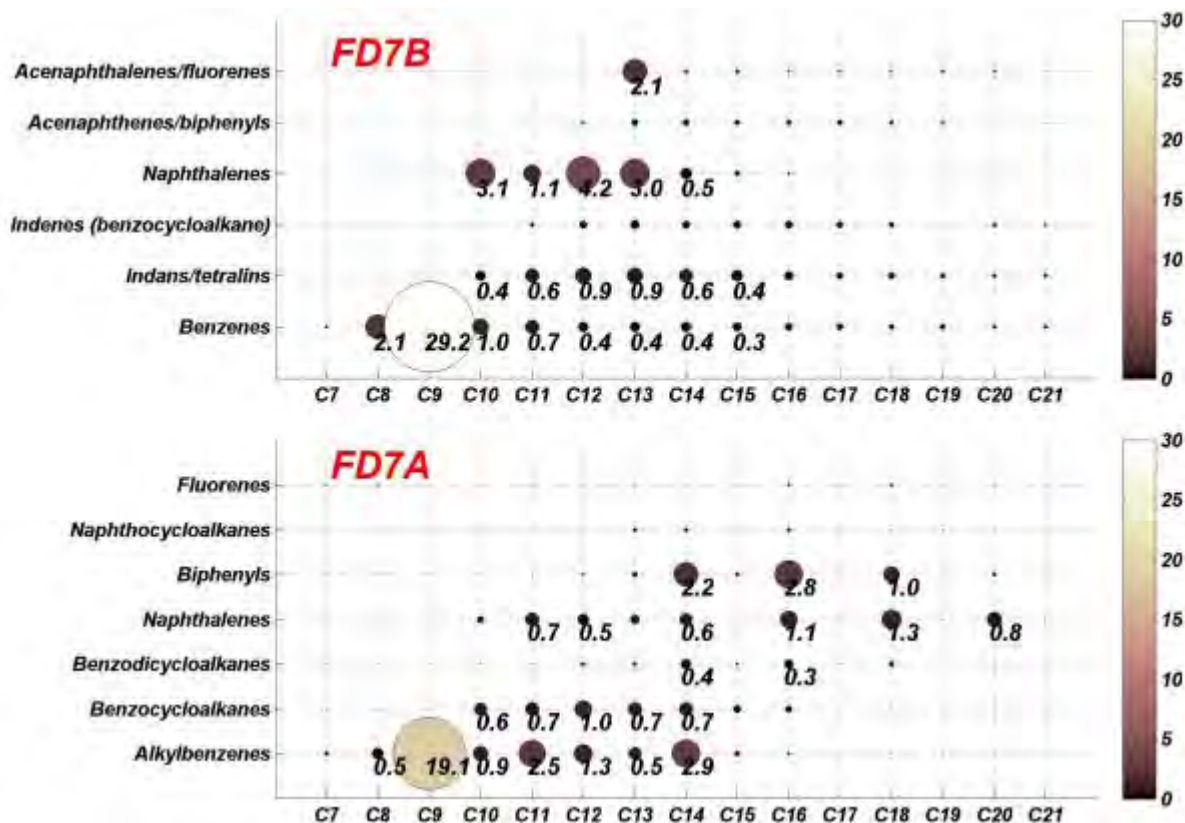 FD7B
30
25
20
15
10
5
0
Acenaphthalenes/fluorenes
2.1
Acenaphthenes/biphenyls
Naphthalenes
3.1 1.1 4.2 3.0 0.5
Indenes (benzocycloalkane)
Indans/tetralins
0.4 0.6 0.9 0.9 0.6 0.4
Benzenes
2.1 29.2 1.0 0.7 0.4 0.4 0.4 0.3
C7 C8 C9 C10 C11 C12 C13 C14 C15 C16 C17 C18 C19 C20 C21
FD7A
30
25
20
15
10
5
0
Fluorenes
Naphthocycloalkanes
Biphenyls
2.2 2.8 1.0
Naphthalenes
0.7 0.5 0.6 1.1 1.3 0.8
Benzodicycloalkanes
0.4 0.3
Benzocycloalkanes
0.6 0.7 1.0 0.7 0.7
Alkylbenzenes
0.5 19.1 0.9 2.5 1.3 0.5 2.9
C7 C8 C9 C10 C11 C12 C13 C14 C15 C16 C17 C18 C19 C20 C21